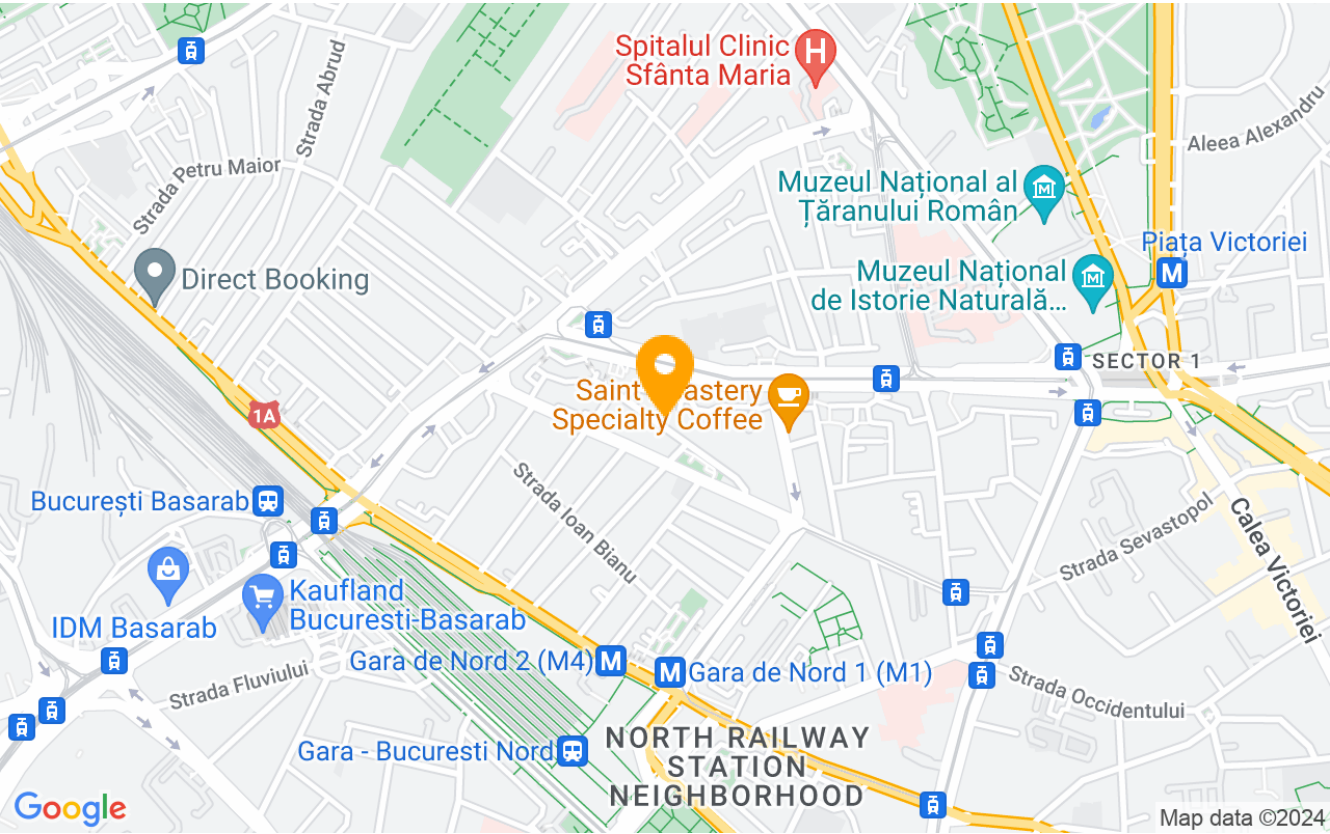 Spitalul Clinic
Sfânta Maria
Strada Abrud
Strada Petru Maior
Aleea Alexandru
Muzeul Național al
Țăranului Român
Piața Victoriei
M
Direct Booking
Muzeul Național
de Istorie Naturală...
SECTOR 1
Saint astery
Specialty Coffee
1A
București Basarab
Strada Ioan Bianu
Strada Sevastopol
Calea Victoriei
Kaufland
Bucuresti-Basarab
IDM Basarab
Gara de Nord 2 (M4) M
M Gara de Nord 1 (M1)
Strada Fluviului
Strada Occidentului
Gara - Bucuresti Nord
NORTH RAILWAY
STATION
NEIGHBORHOOD
Google
Map data ©2024